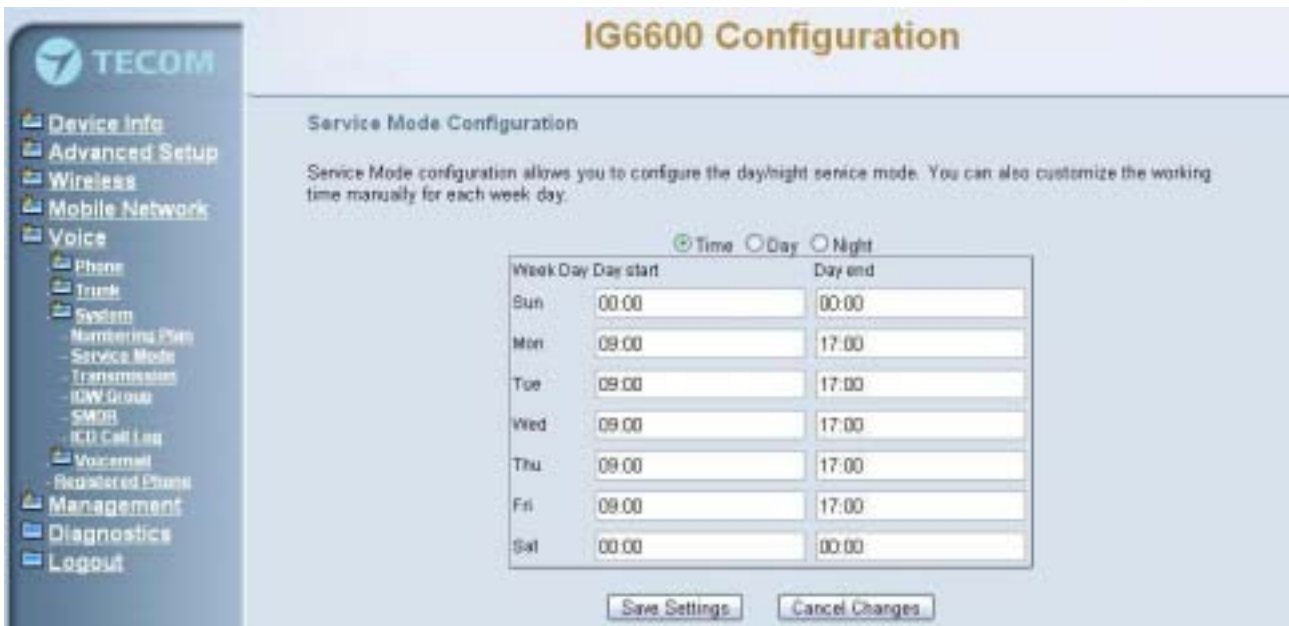 IG6600 Configuration
TECOM
Device Info
Advanced Setup
Wireless
Mobile Network
Voice
Phone
Trunk
System
- Numbering Plan
- Service Mode
- Transmission
- IGW Group
- SMDR
- ICD Call Log
Voicemail
- Registered Phone
Management
Diagnostics
Logout
Service Mode Configuration
Service Mode configuration allows you to configure the day/night service mode. You can also customize the working
time manually for each week day.
Time Day Night
Week Day Day start Day end
Sun 00:00 00:00
Mon 09:00 17:00
Tue 09:00 17:00
Wed 09:00 17:00
Thu 09:00 17:00
Fri 09:00 17:00
Sat 00:00 00:00
Save Settings Cancel Changes